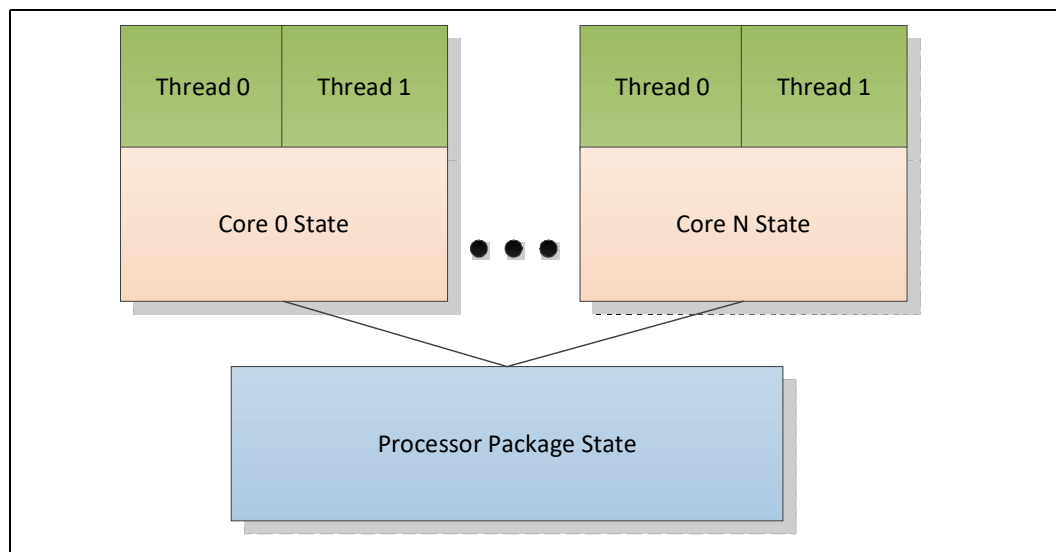 Thread 0 Thread 1 Thread 0 Thread 1
Core 0 State Core N State
Processor Package State